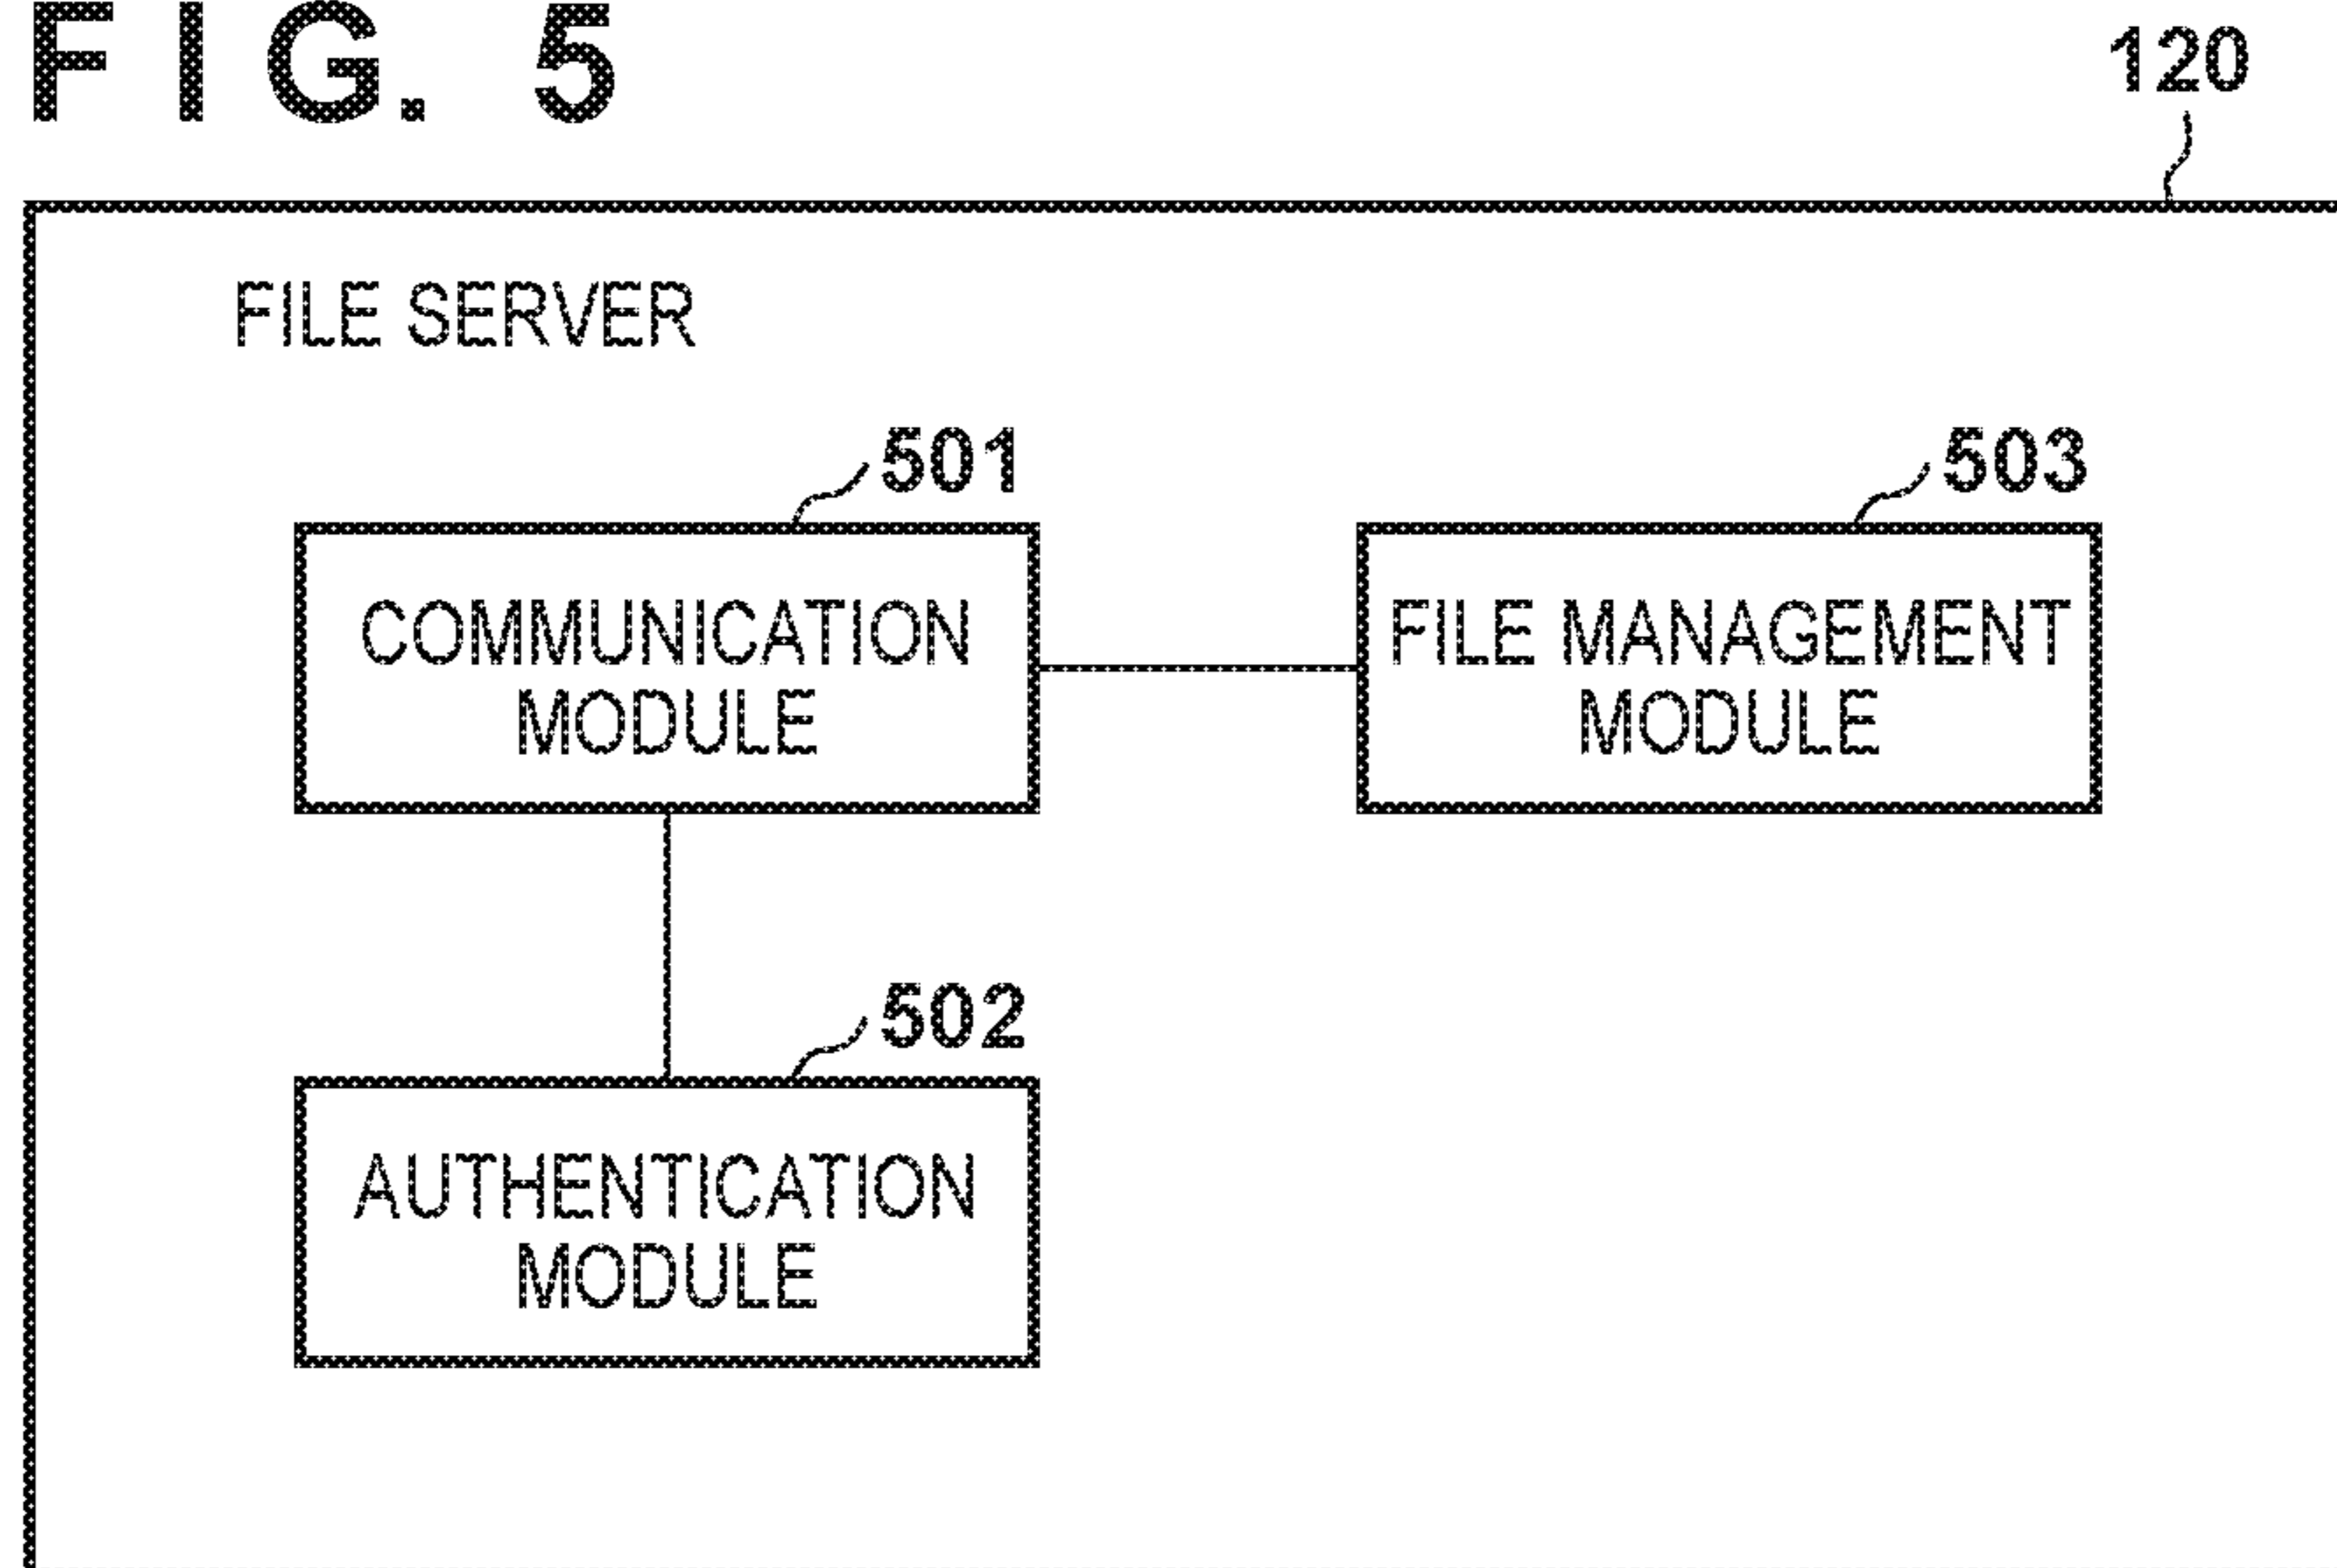 FIG. 5
120
FILE SERVER
501
503
COMMUNICATION
MODULE
FILE MANAGEMENT
MODULE
502
AUTHENTICATION
MODULE